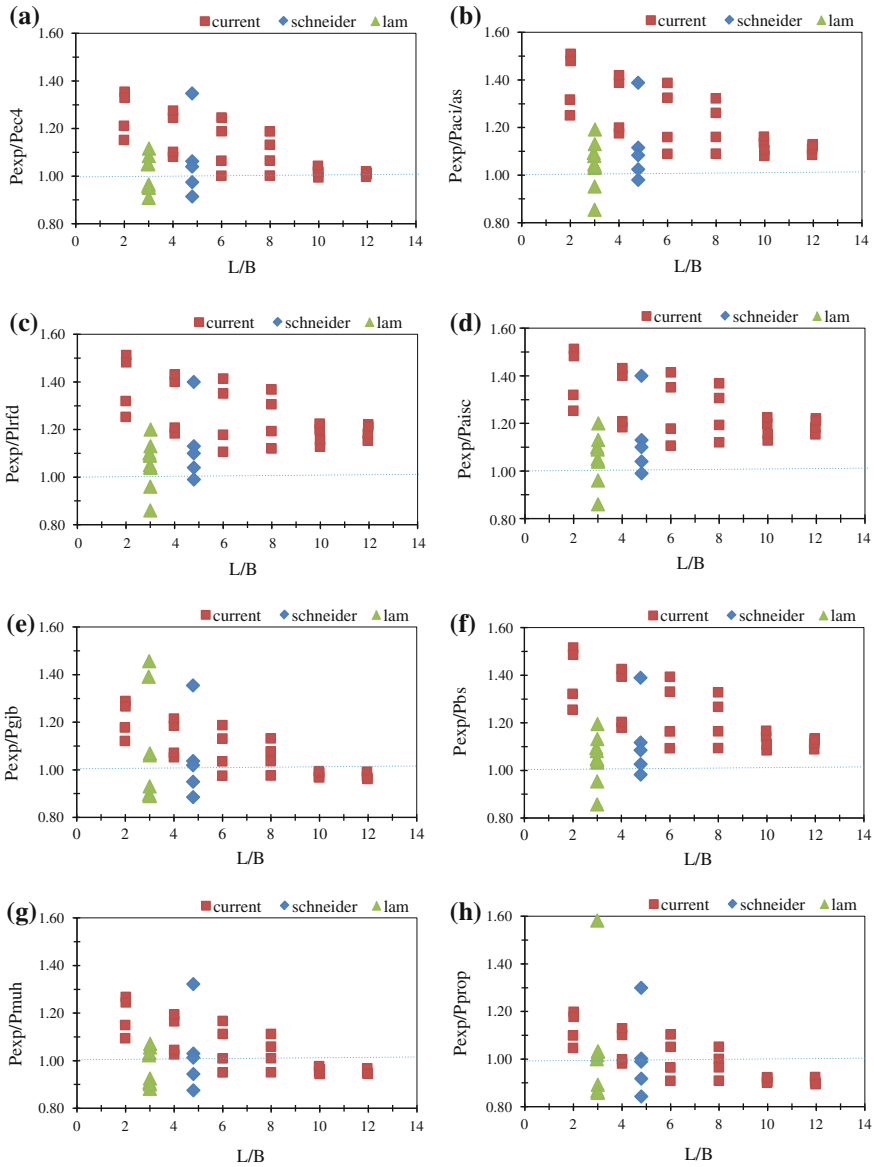 (a) current schneider lam
1.60
1.40
1.20
1.00
0.80
Pexp/Pec4
0 2 4 6 8 10 12 14
L/B
(b) current schneider lam
1.60
1.40
1.20
1.00
0.80
Pexp/Paci/as
0 2 4 6 8 10 12 14
L/B
(c) current schneider lam
1.60
1.40
1.20
1.00
0.80
Pexp/Plrfd
0 2 4 6 8 10 12 14
L/B
(d) current schneider lam
1.60
1.40
1.20
1.00
0.80
Pexp/Paisc
0 2 4 6 8 10 12 14
L/B
(e) current schneider lam
1.60
1.40
1.20
1.00
0.80
Pexp/Pgjb
0 2 4 6 8 10 12 14
L/B
(f) current schneider lam
1.60
1.40
1.20
1.00
0.80
Pexp/Pbs
0 2 4 6 8 10 12 14
L/B
(g) current schneider lam
1.60
1.40
1.20
1.00
0.80
Pexp/Pmuh
0 2 4 6 8 10 12 14
L/B
(h) current schneider lam
1.60
1.40
1.20
1.00
0.80
Pexp/Pprop
0 2 4 6 8 10 12 14
L/B